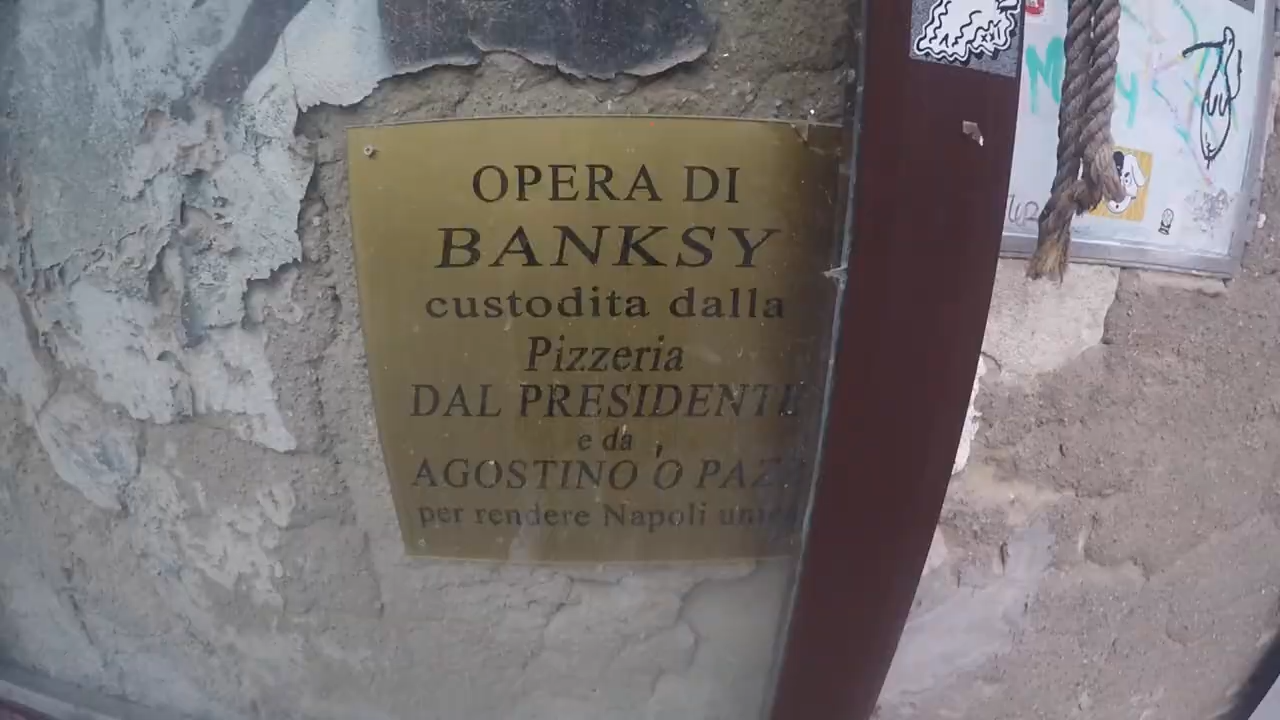 OPERA DI
BANKSY
custodita dalla
Pizzeria
DAL PRESIDENTE
e da
AGOSTINO 'O PAZZ
per rendere Napoli unica